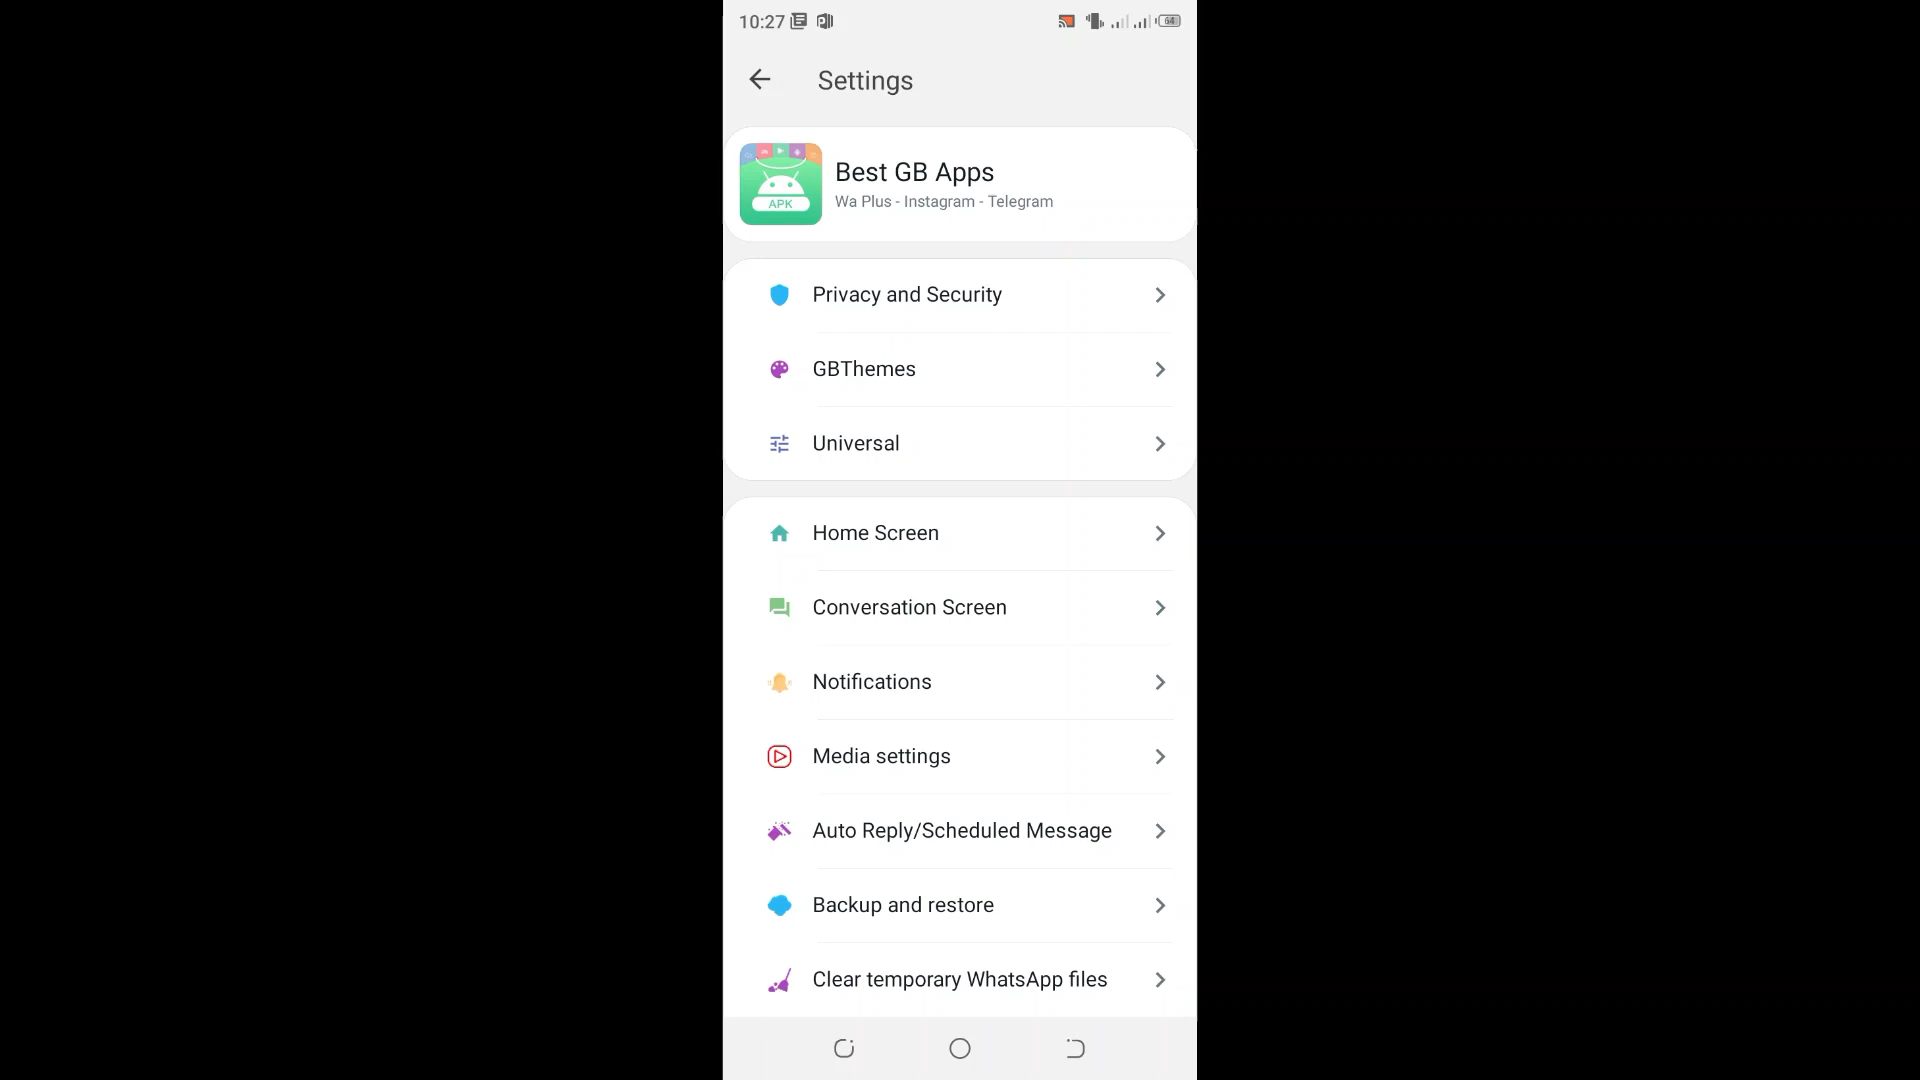 10:27
64
Settings
APK
Best GB Apps
Wa Plus - Instagram - Telegram
Privacy and Security
GBThemes
Universal
Home Screen
Conversation Screen
Notifications
Media settings
Auto Reply/Scheduled Message
Backup and restore
Clear temporary WhatsApp files